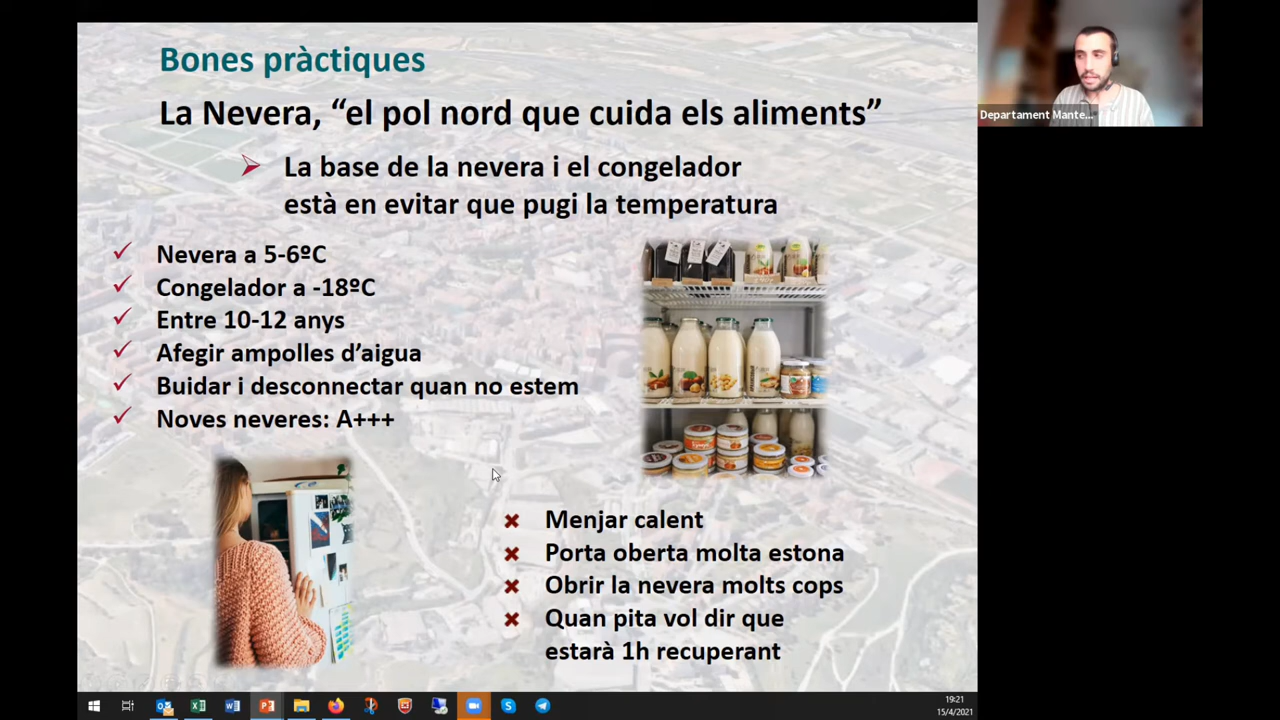 Bones pràctiques
La Nevera, “el pol nord que cuida els aliments”
La base de la nevera i el congelador
està en evitar que pugi la temperatura
Nevera a 5-6ºC
Congelador a -18ºC
Entre 10-12 anys
Afegir ampolles d’aigua
Buidar i desconnectar quan no estem
Noves neveres: A+++
Menjar calent
Porta oberta molta estona
Obrir la nevera molts cops
Quan pita vol dir que
estarà 1h recuperant
Departament Mante...
19:21
15/4/2021